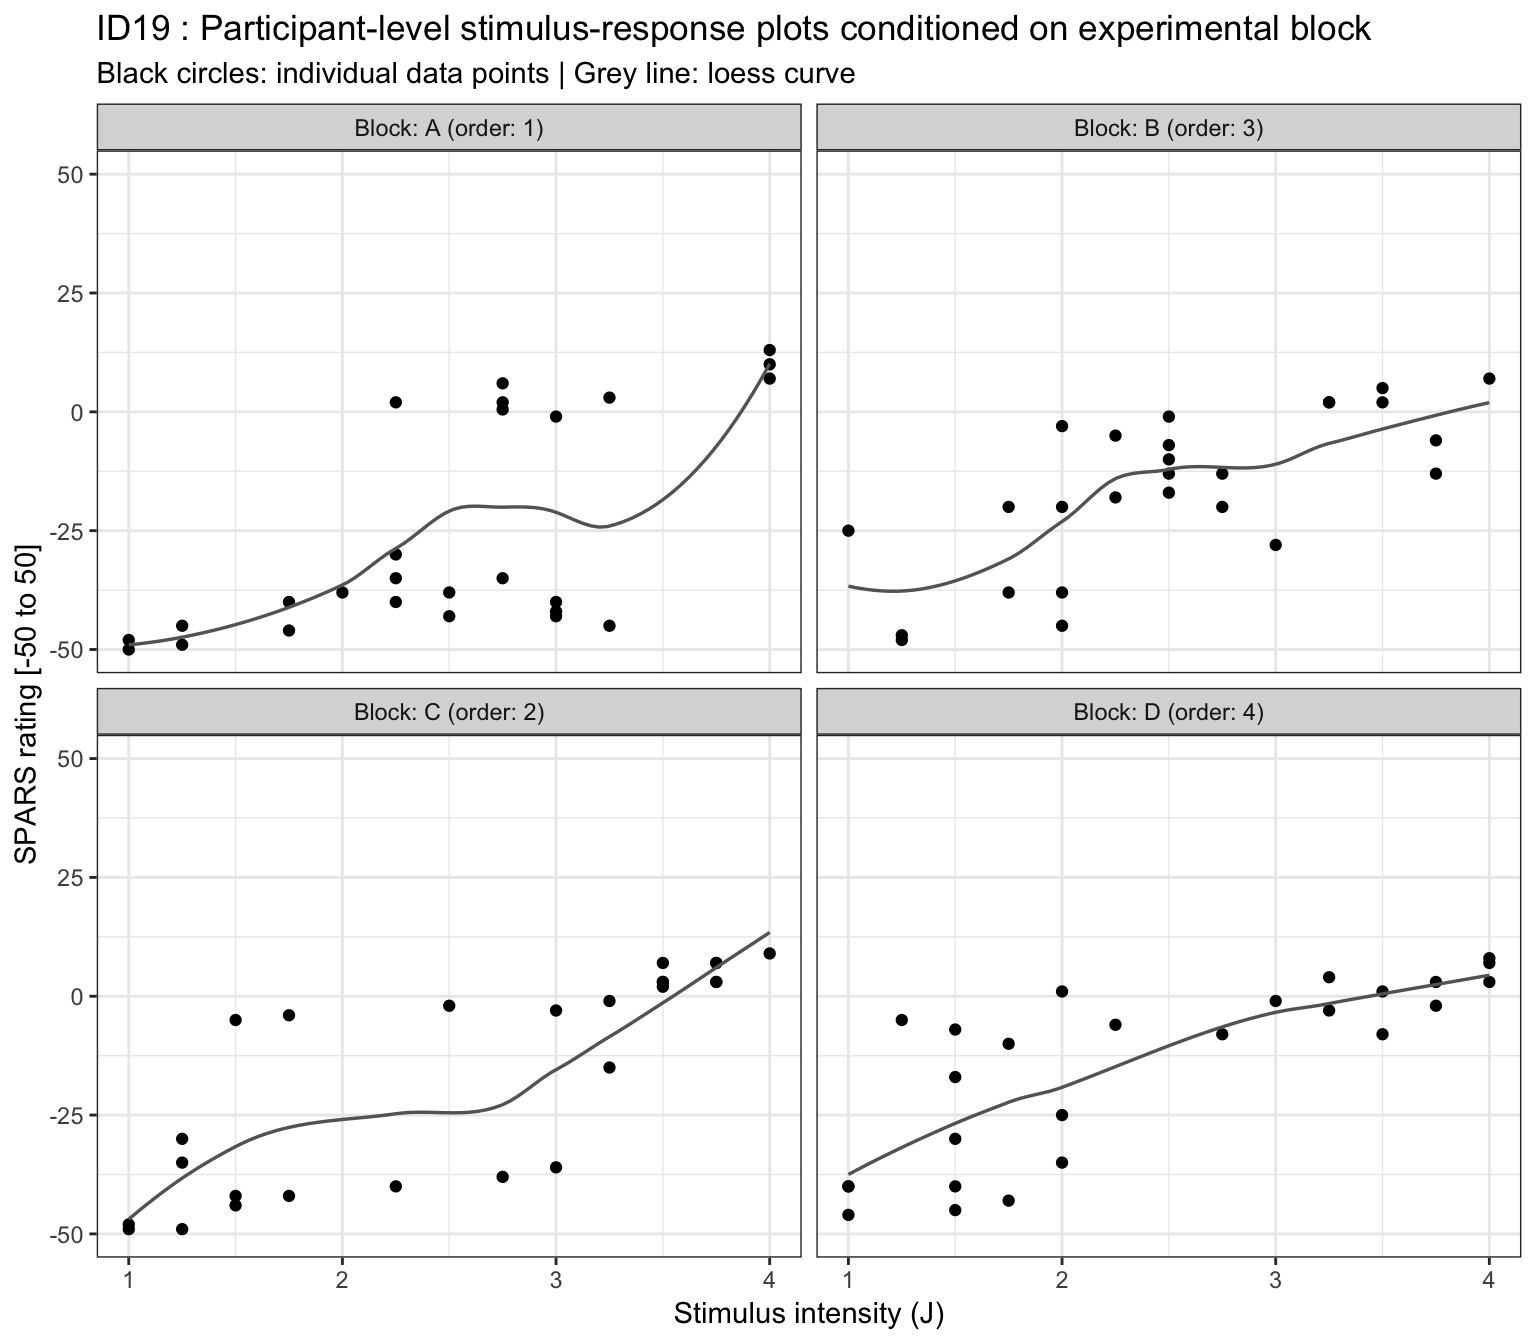 ID19 : Participant-level stimulus-response plots conditioned on experimental block
Black circles: individual data points | Grey line: loess curve
Block: A (order: 1)
Block: B (order: 3)
50
25
0
-25
-50
Block: C (order: 2)
Block: D (order: 4)
50
25
0
-25
-50
SPARS rating [-50 to 50]
1 2 3 4
1 2 3 4
Stimulus intensity (J)